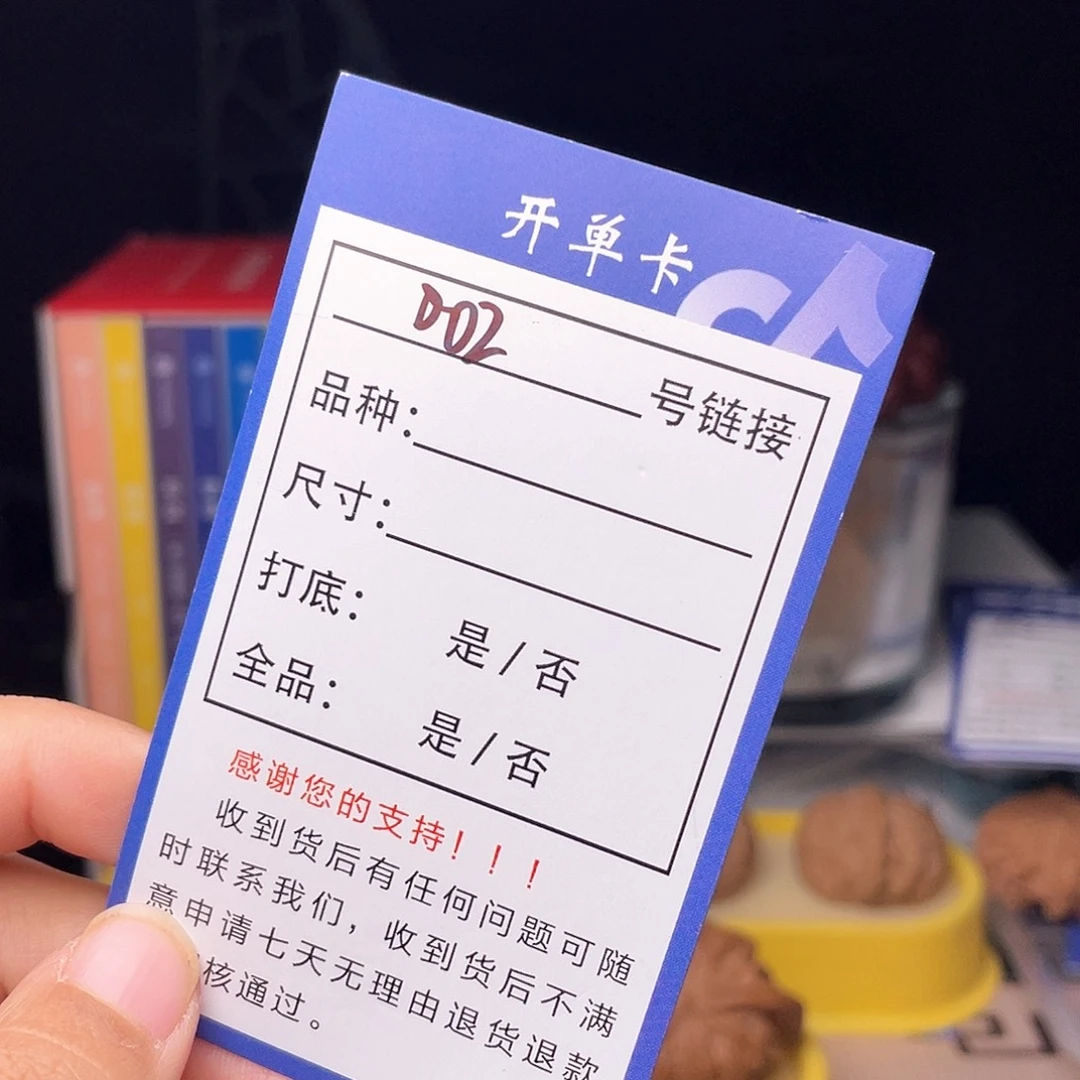 开单卡
D02 号链接
品种：
尺寸：
打底： 是/否
全品： 是/否
感谢您的支持！！！
收到货后有任何问题可随
时联系我们，收到货后不满
意申请七天无理由退货退款
核通过。